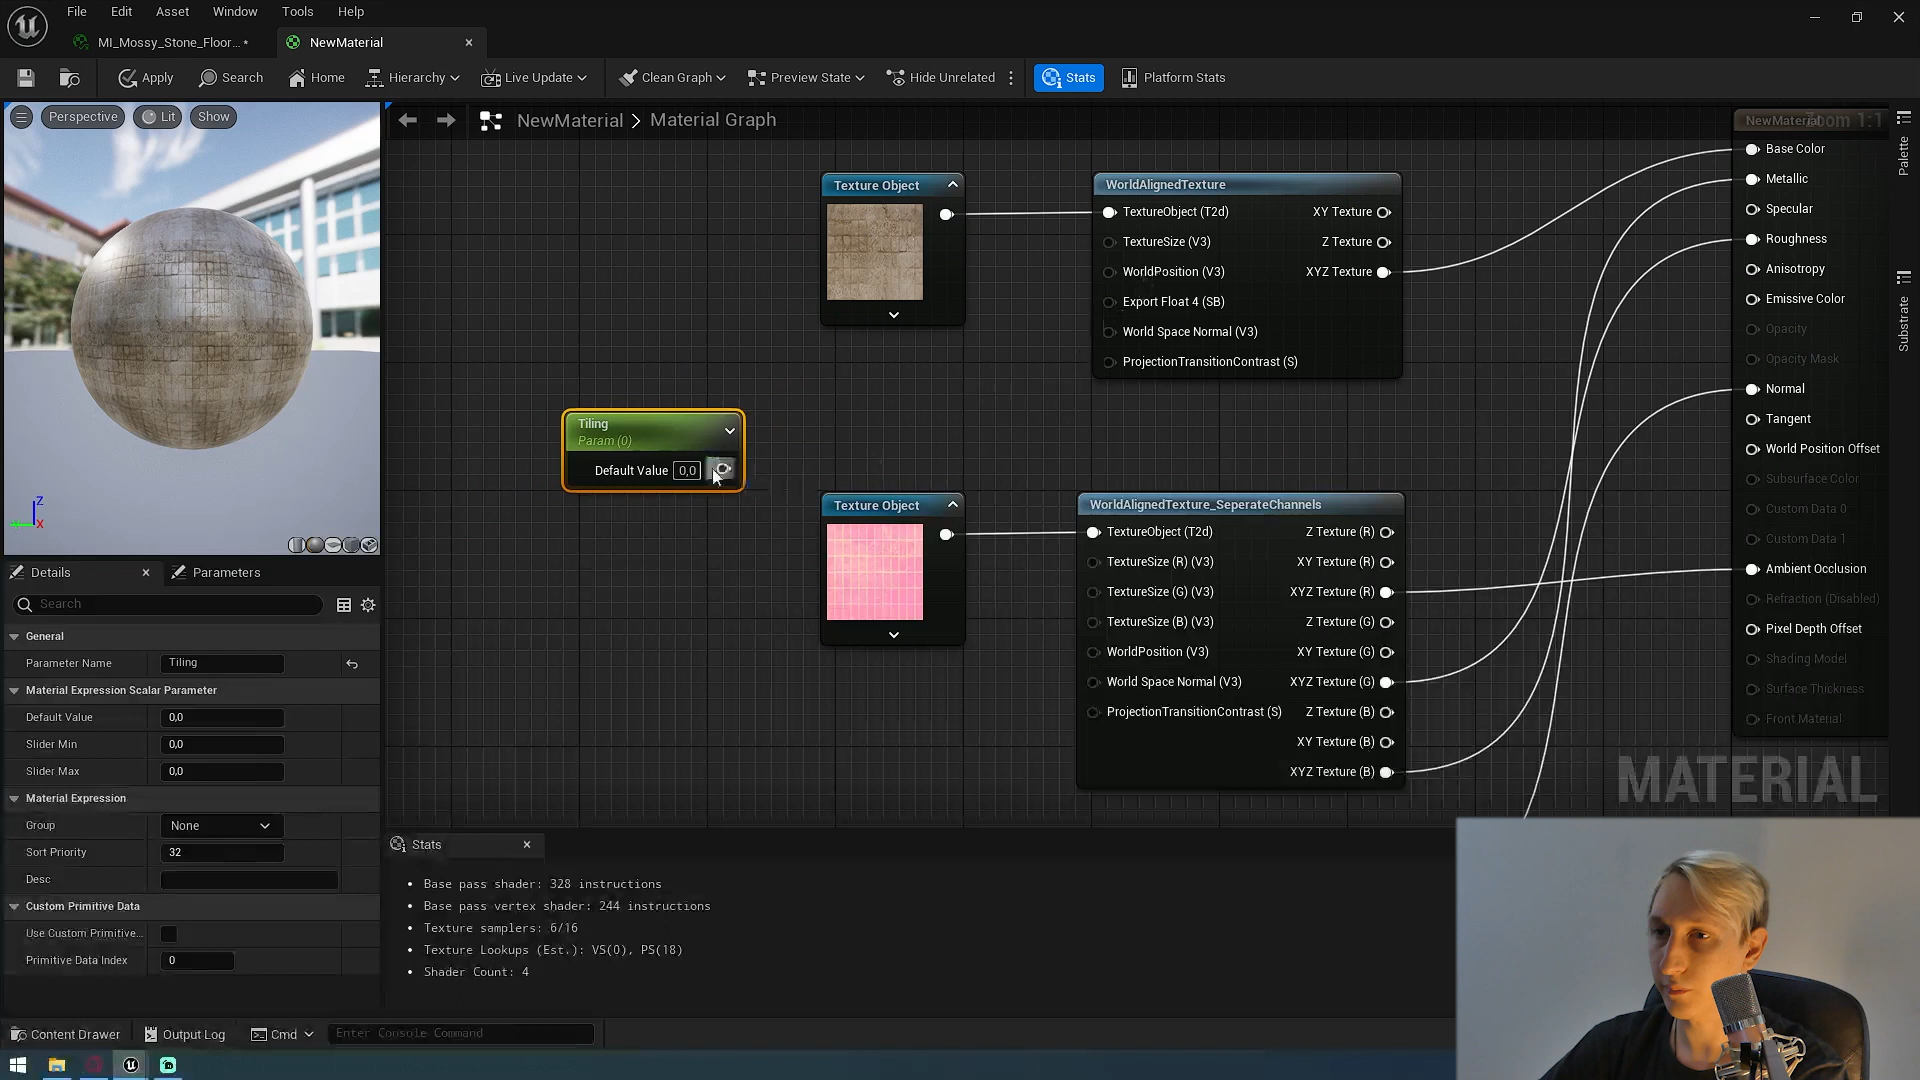 File Edit Asset Window Tools Help
MI_Mossy_Stone_Floor... •
NewMaterial
Apply Search Home Hierarchy Live Update Clean Graph Preview State Hide Unrelated Stats Platform Stats
Perspective Lit Show
NewMaterial > Material Graph
NewMaterial
Zoom 1:1
Palette
Substrate
Texture Object
WorldAlignedTexture
TextureObject (T2d) XY Texture
TextureSize (V3) Z Texture
WorldPosition (V3) XYZ Texture
Export Float 4 (SB)
World Space Normal (V3)
ProjectionTransitionContrast (S)
Tiling
Param (0)
Default Value 0,0
Texture Object
WorldAlignedTexture_SeperateChannels
TextureObject (T2d) Z Texture (R)
TextureSize (R) (V3) XY Texture (R)
TextureSize (G) (V3) XYZ Texture (R)
TextureSize (B) (V3) Z Texture (G)
WorldPosition (V3) XY Texture (G)
World Space Normal (V3) XYZ Texture (G)
ProjectionTransitionContrast (S) Z Texture (B)
XY Texture (B)
XYZ Texture (B)
Base Color
Metallic
Specular
Roughness
Anisotropy
Emissive Color
Opacity
Opacity Mask
Normal
Tangent
World Position Offset
Subsurface Color
Custom Data 0
Custom Data 1
Ambient Occlusion
Refraction (Disabled)
Pixel Depth Offset
Shading Model
Surface Thickness
Front Material
MATERIAL
Z
X
Details Parameters
Search
General
Parameter Name Tiling
Material Expression Scalar Parameter
Default Value 0,0
Slider Min 0,0
Slider Max 0,0
Material Expression
Group None
Sort Priority 32
Desc
Custom Primitive Data
Use Custom Primitive...
Primitive Data Index 0
Stats
• Base pass shader: 328 instructions
• Base pass vertex shader: 244 instructions
• Texture samplers: 6/16
• Texture Lookups (Est.): VS(0), PS(18)
• Shader Count: 4
Content Drawer Output Log Cmd Enter Console Command